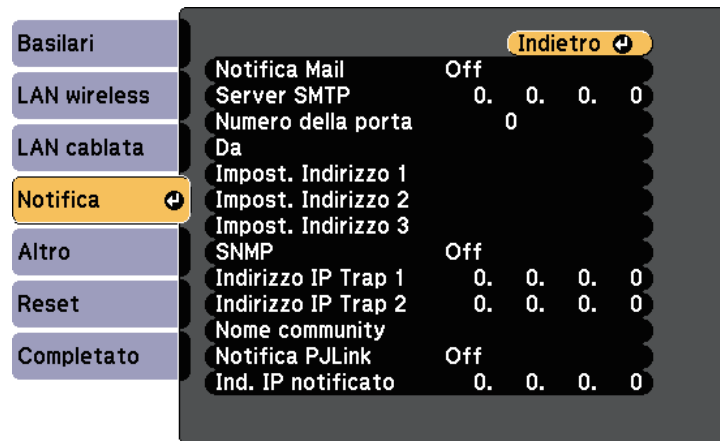 Basilari
LAN wireless
LAN cablata
Notifica
Altro
Reset
Completato
Indietro
Notifica Mail Off
Server SMTP 0. 0. 0. 0
Numero della porta 0
Da
Impost. Indirizzo 1
Impost. Indirizzo 2
Impost. Indirizzo 3
SNMP Off
Indirizzo IP Trap 1 0. 0. 0. 0
Indirizzo IP Trap 2 0. 0. 0. 0
Nome community
Notifica PJLink Off
Ind. IP notificato 0. 0. 0. 0